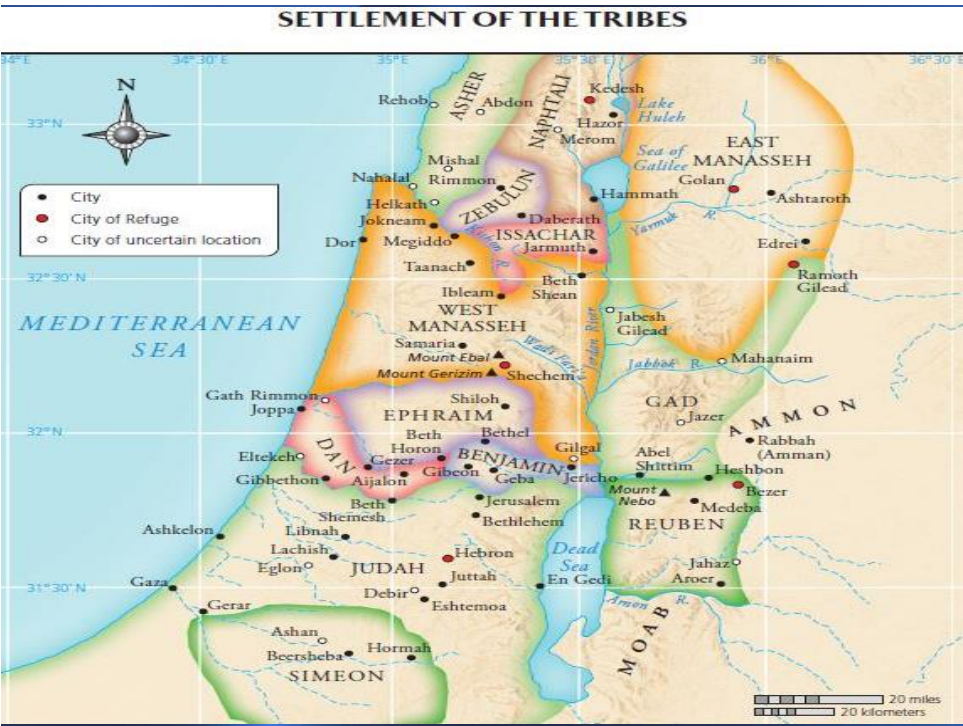 SETTLEMENT OF THE TRIBES
34°E
34°30'E
35°E
35°30'E
36°E
36°30'E
N
City
City of Refuge
City of uncertain location
33°N
32°30'N
32°N
31°30'N
MEDITERRANEAN
SEA
Rehob
ASHER
Abdon
NAPHTALI
Kedesh
Hazor
Merom
Lake
Huleh
Sea of
Galilee
EAST
MANASSEH
Golan
Ashtaroth
Mishal
Nahalal
Rimmon
Helkath
ZEBULUN
Hammath
Jokneam
Daberath
Yarmuk R.
Dor
Megiddo
Kishon R.
ISSACHAR
Jarmuth
Edrei
Taanach
Beth
Shean
Ramoth
Gilead
Ibleam
WEST
MANASSEH
Jabesh
Gilead
Jordan River
Samaria
Mount Ebal
Mount Gerizim
Wadi Faria
Shechem
Jabbok R.
Mahanaim
Gath Rimmon
Joppa
EPHRAIM
Shiloh
GAD
Jazer
AMMON
DAN
Beth
Horon
Bethel
Rabbah
(Amman)
Eltekeh
Gezer
Gibeon
BENJAMIN
Gilgal
Abel
Shittim
Heshbon
Gibbethon
Aijalon
Geba
Jericho
Mount
Nebo
Bezer
Beth
Shemesh
Jerusalem
Medeba
Bethlehem
REUBEN
Ashkelon
Libnah
Lachish
Hebron
Dead
Sea
Jahaz
Eglon
JUDAH
Juttah
En Gedi
Aroer
Gaza
Debir
Eshtemoa
Arnon R.
Gerar
MOAB
Ashan
Beersheba
Hormah
SIMEON
20 miles
20 kilometers